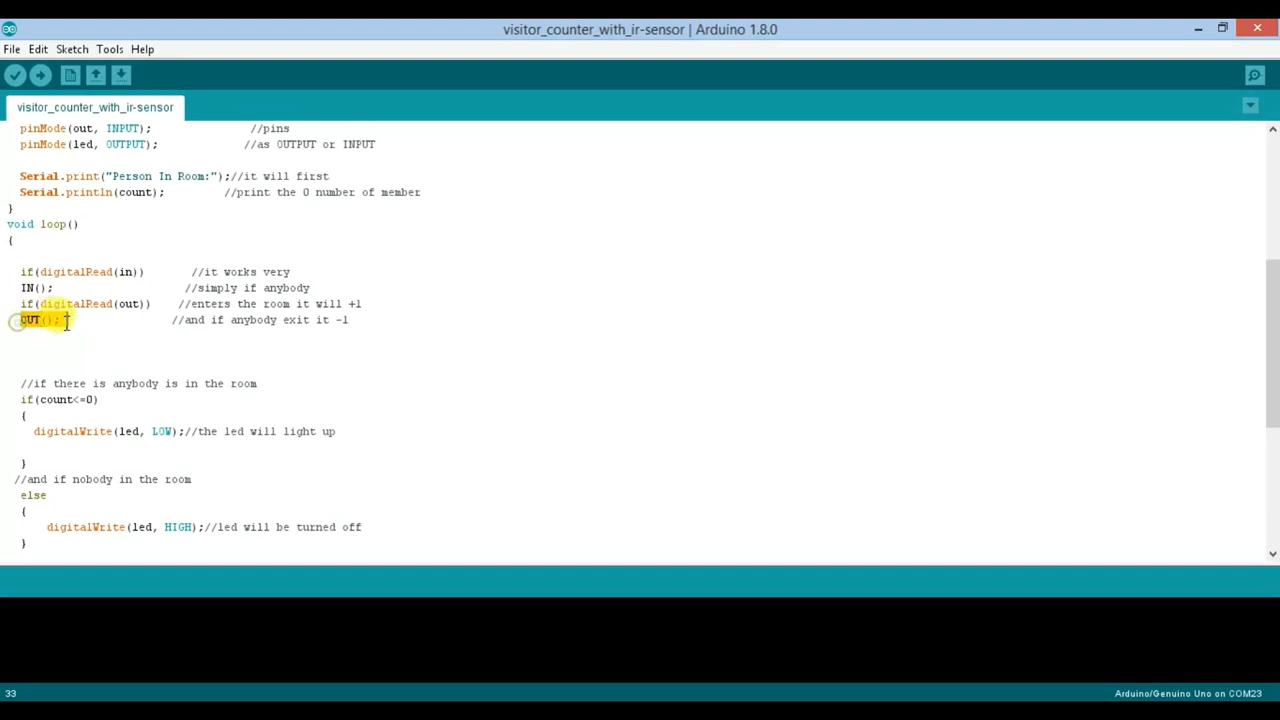 visitor_counter_with_ir-sensor | Arduino 1.8.0
File Edit Sketch Tools Help
visitor_counter_with_ir-sensor
pinMode(out, INPUT); //pins
pinMode(led, OUTPUT); //as OUTPUT or INPUT
Serial.print("Person In Room:");//it will first
Serial.println(count); //print the 0 number of member
}
void loop()
{
if(digitalRead(in)) //it works very
IN(); //simply if anybody
if(digitalRead(out)) //enters the room it will +1
OUT(); //and if anybody exit it -1
//if there is anybody is in the room
if(count<=0)
{
digitalWrite(led, LOW);//the led will light up
}
//and if nobody in the room
else
{
digitalWrite(led, HIGH);//led will be turned off
}
33
Arduino/Genuino Uno on COM23